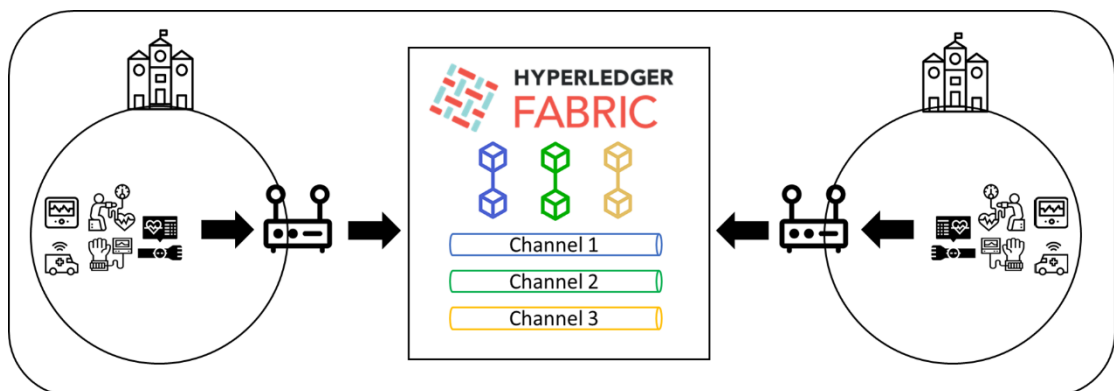 HYPERLEDGER
FABRIC
Channel 1
Channel 2
Channel 3